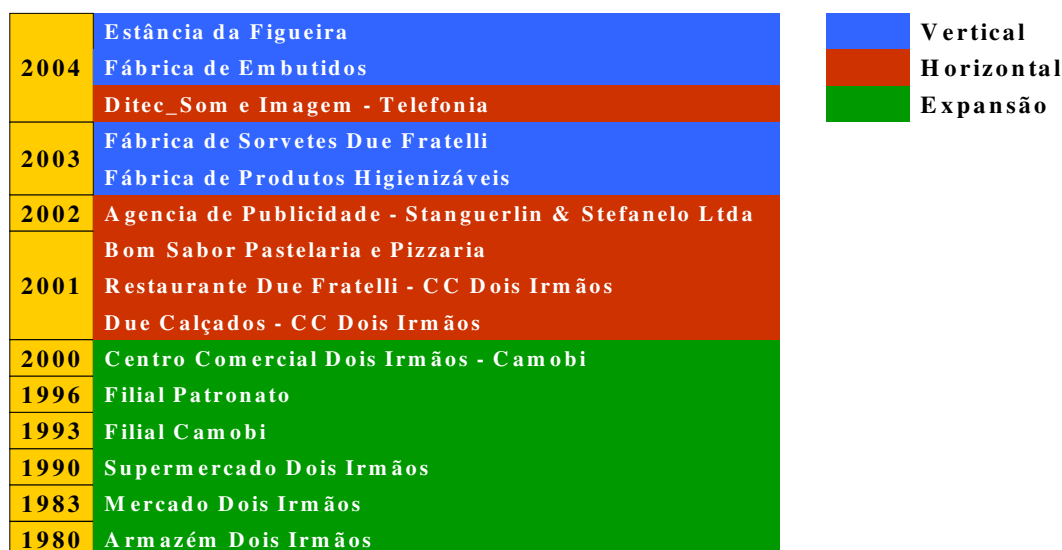 2004
Estância da Figueira
Fábrica de Embutidos
Ditec_Som e Imagem - Telefonia
2003
Fábrica de Sorvetes Due Fratelli
Fábrica de Produtos Higienizáveis
2002 Agencia de Publicidade - Stanguerlin & Stefanelo Ltda
2001
Bom Sabor Pastelaria e Pizzaria
Restaurante Due Fratelli - CC Dois Irmãos
Due Calçados - CC Dois Irmãos
2000 Centro Comercial Dois Irmãos - Camobi
1996 Filial Patronato
1993 Filial Camobi
1990 Supermercado Dois Irmãos
1983 Mercado Dois Irmãos
1980 Armazém Dois Irmãos
Vertical
Horizontal
Expansão